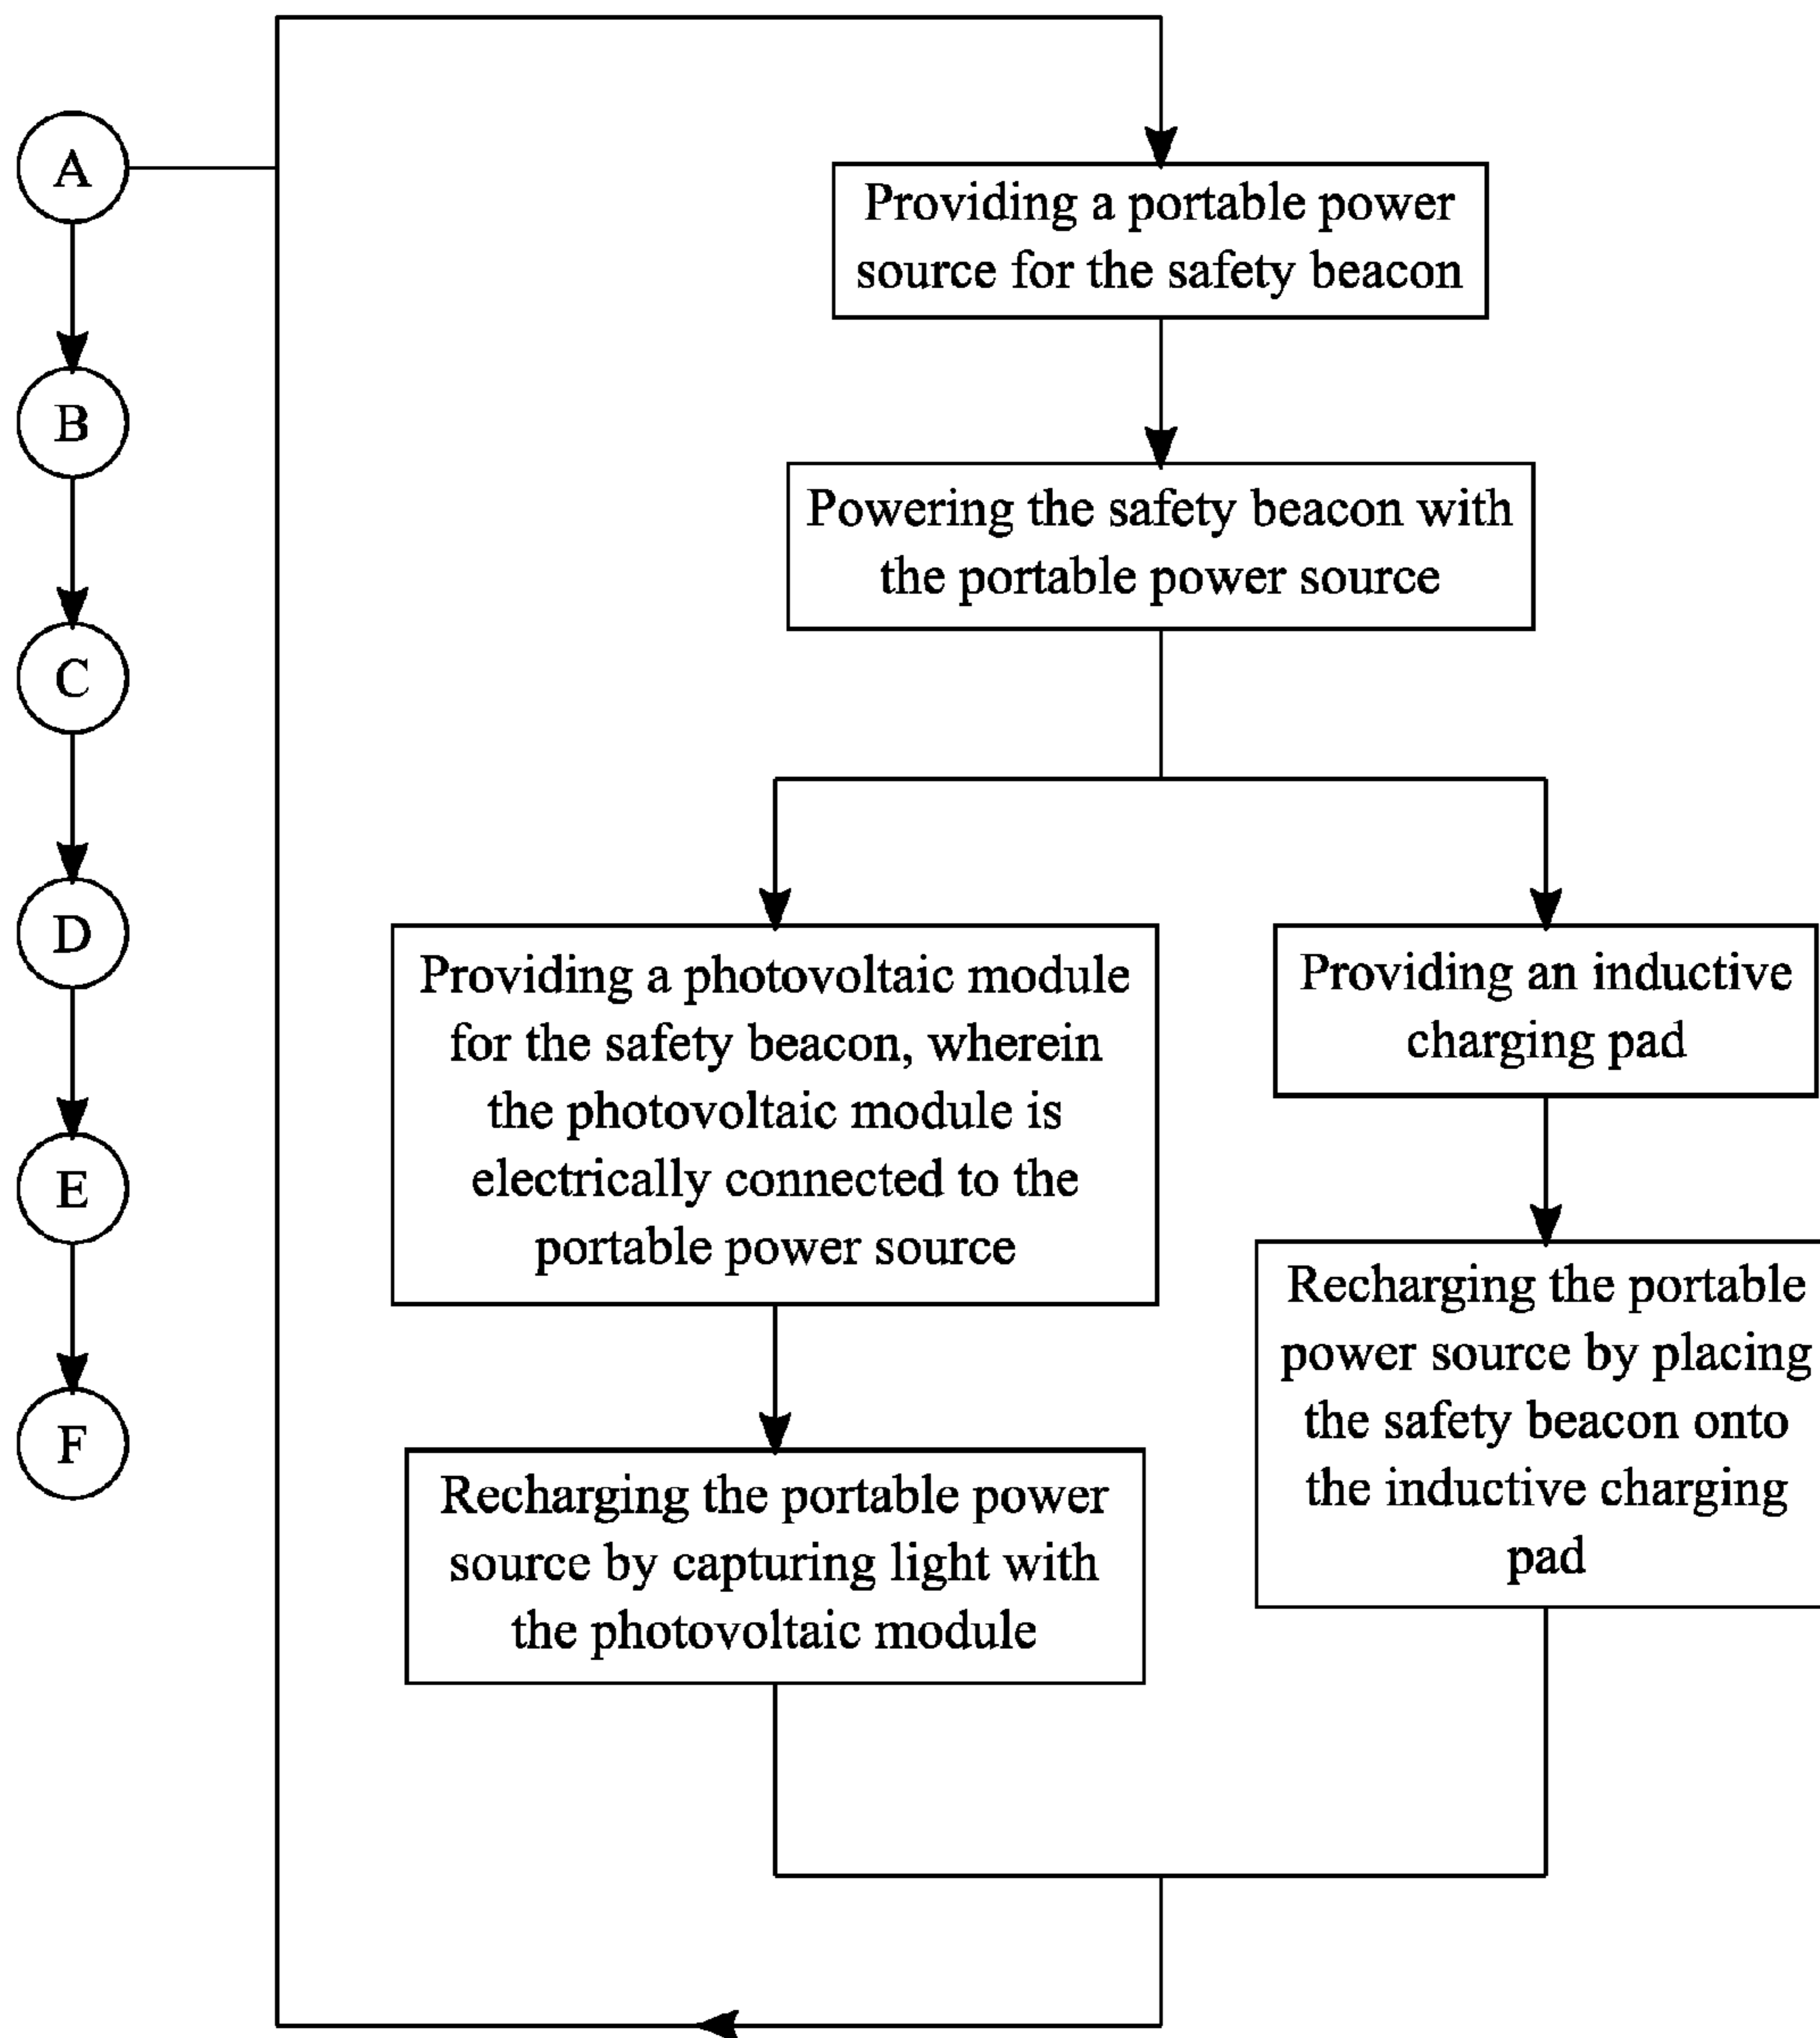 A
B
C
D
E
F
Providing a portable power
source for the safety beacon
Powering the safety beacon with
the portable power source
Providing a photovoltaic module
for the safety beacon, wherein
the photovoltaic module is
electrically connected to the
portable power source
Recharging the portable power
source by capturing light with
the photovoltaic module
Providing an inductive
charging pad
Recharging the portable
power source by placing
the safety beacon onto
the inductive charging
pad